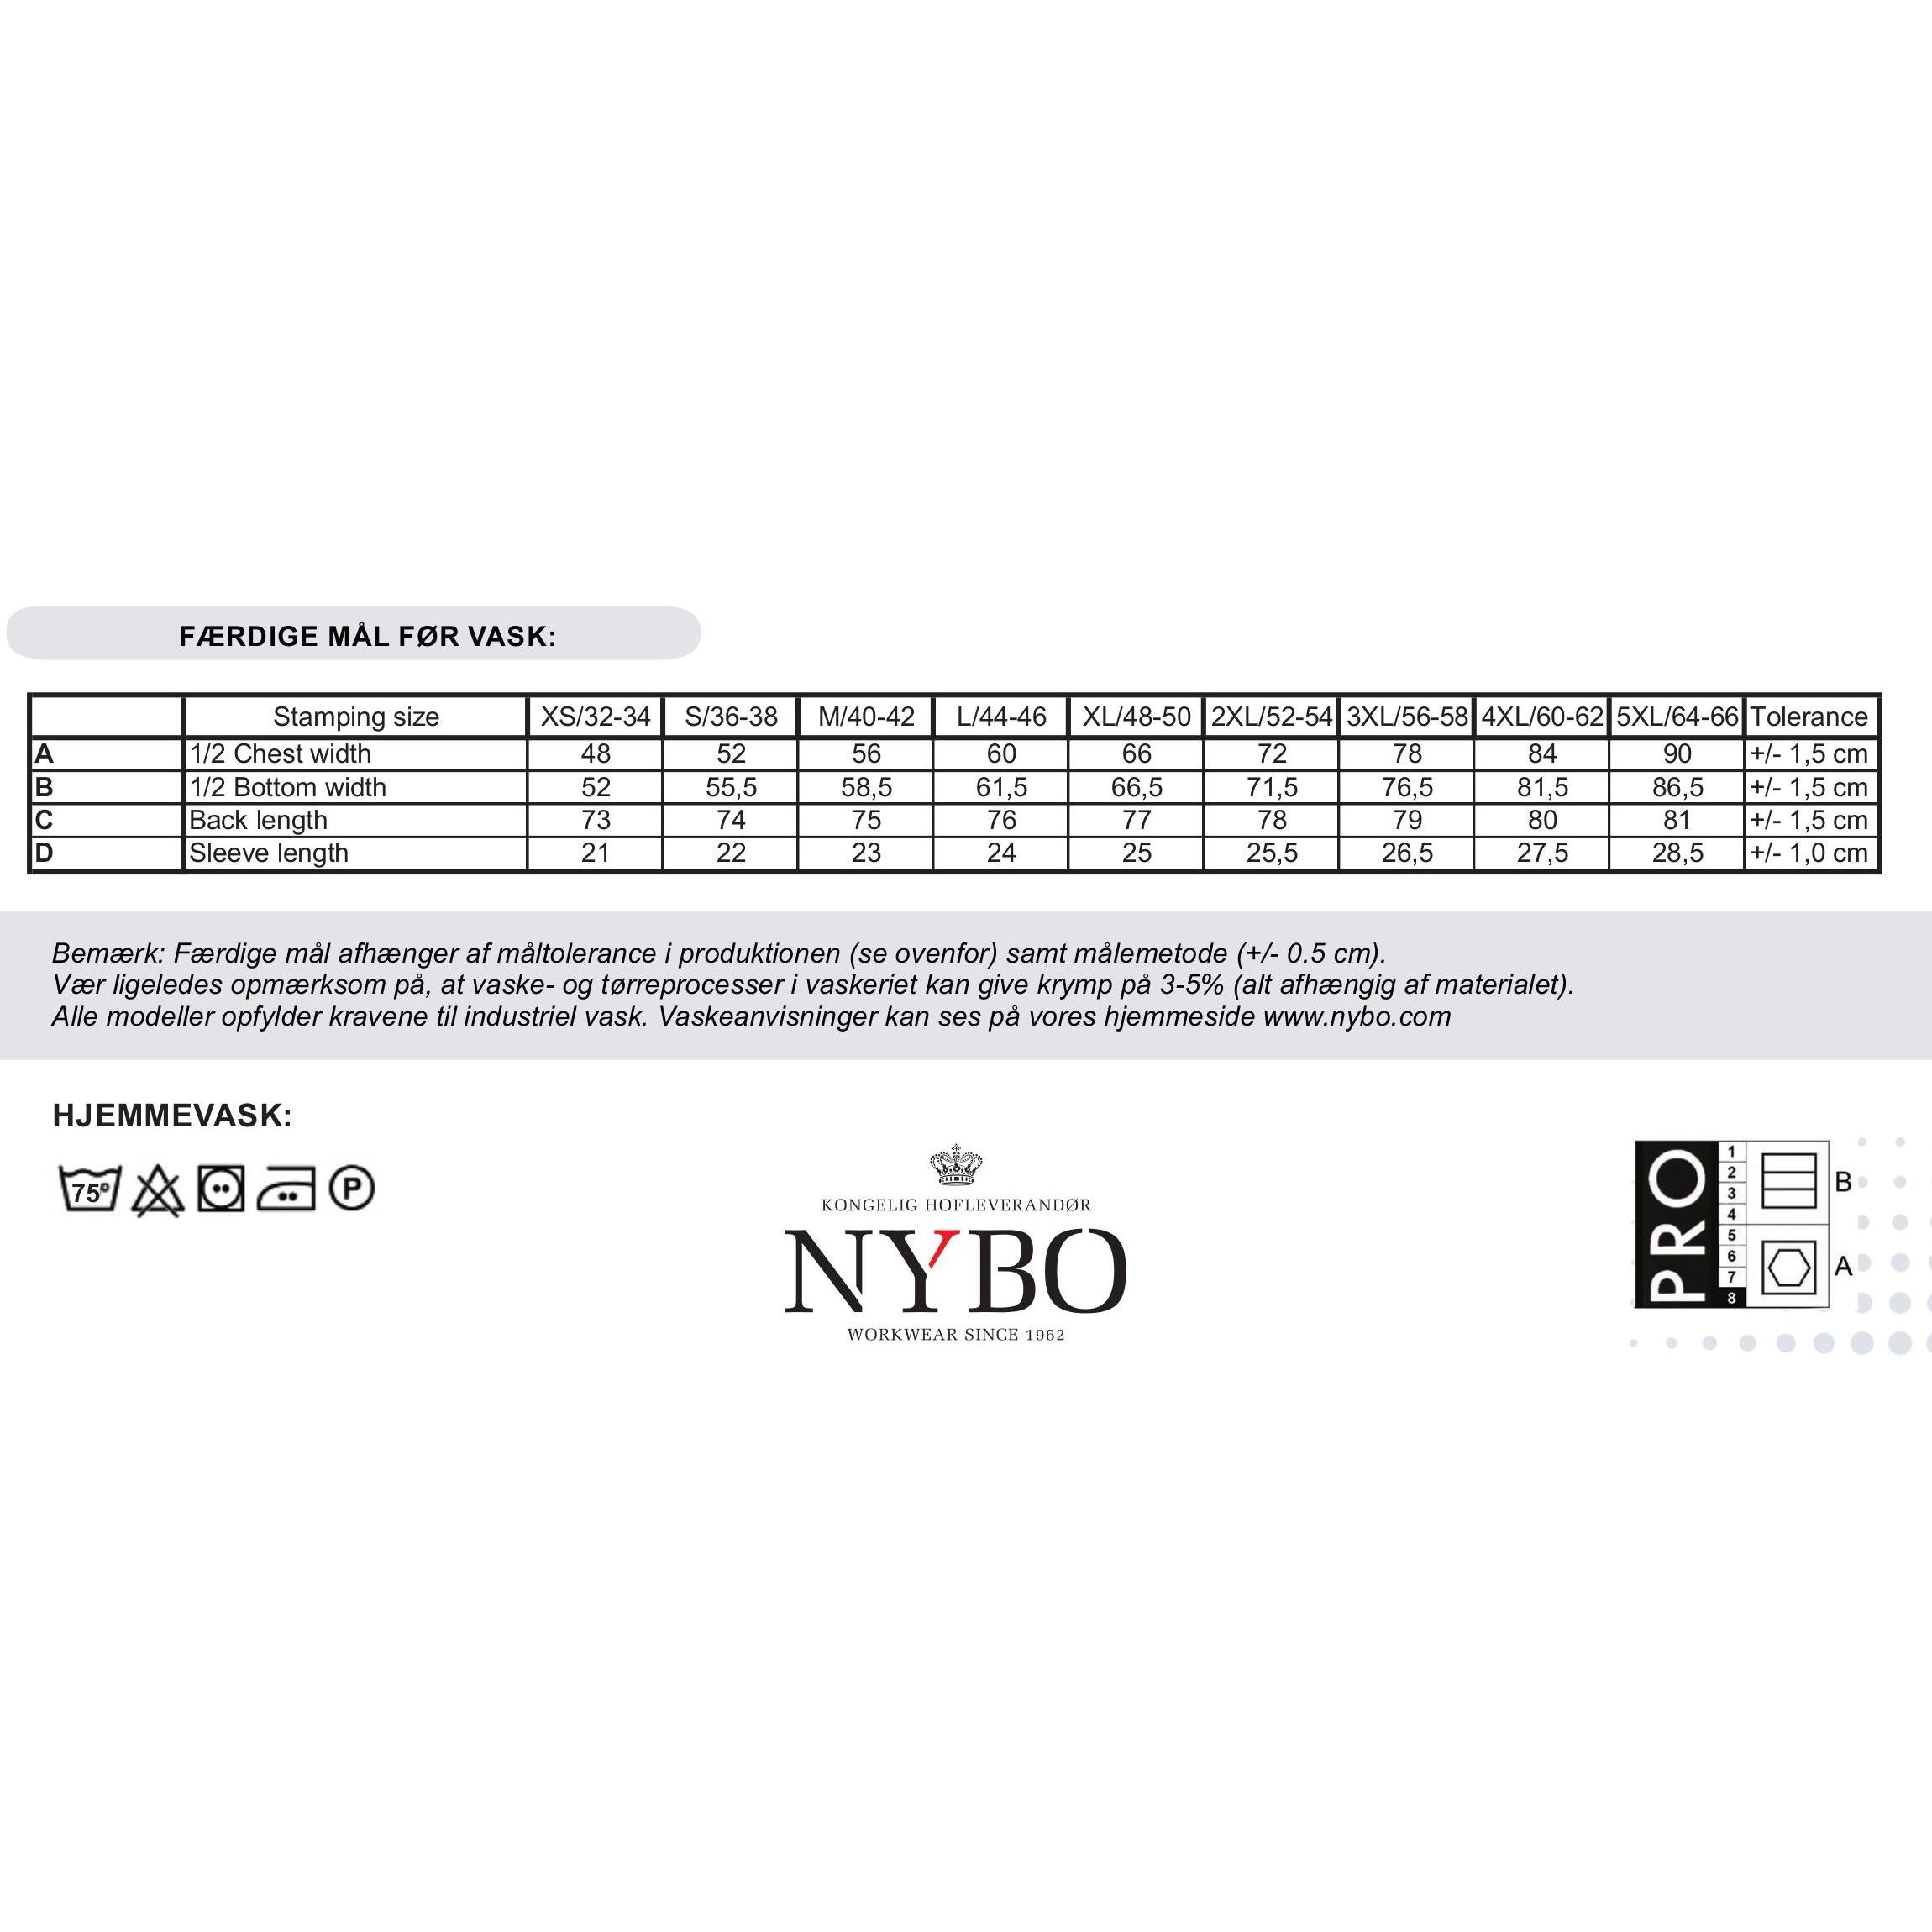 FÆRDIGE MÅL FØR VASK:
Stamping size XS/32-34 S/36-38 M/40-42 L/44-46 XL/48-50 2XL/52-54 3XL/56-58 4XL/60-62 5XL/64-66 Tolerance
A 1/2 Chest width 48 52 56 60 66 72 78 84 90 +/- 1,5 cm
B 1/2 Bottom width 52 55,5 58,5 61,5 66,5 71,5 76,5 81,5 86,5 +/- 1,5 cm
C Back length 73 74 75 76 77 78 79 80 81 +/- 1,5 cm
D Sleeve length 21 22 23 24 25 25,5 26,5 27,5 28,5 +/- 1,0 cm
Bemærk: Færdige mål afhænger af måltolerance i produktionen (se ovenfor) samt målemetode (+/- 0.5 cm).
Vær ligeledes opmærksom på, at vaske- og tørreprocesser i vaskeriet kan give krymp på 3-5% (alt afhængig af materialet).
Alle modeller opfylder kravene til industriel vask. Vaskeanvisninger kan ses på vores hjemmeside www.nybo.com
HJEMMEVASK:
75° P
KONGELIG HOFLEVERANDØR
NYBO
WORKWEAR SINCE 1962
PRO
1
2
3
4
5
6
7
8
B
A